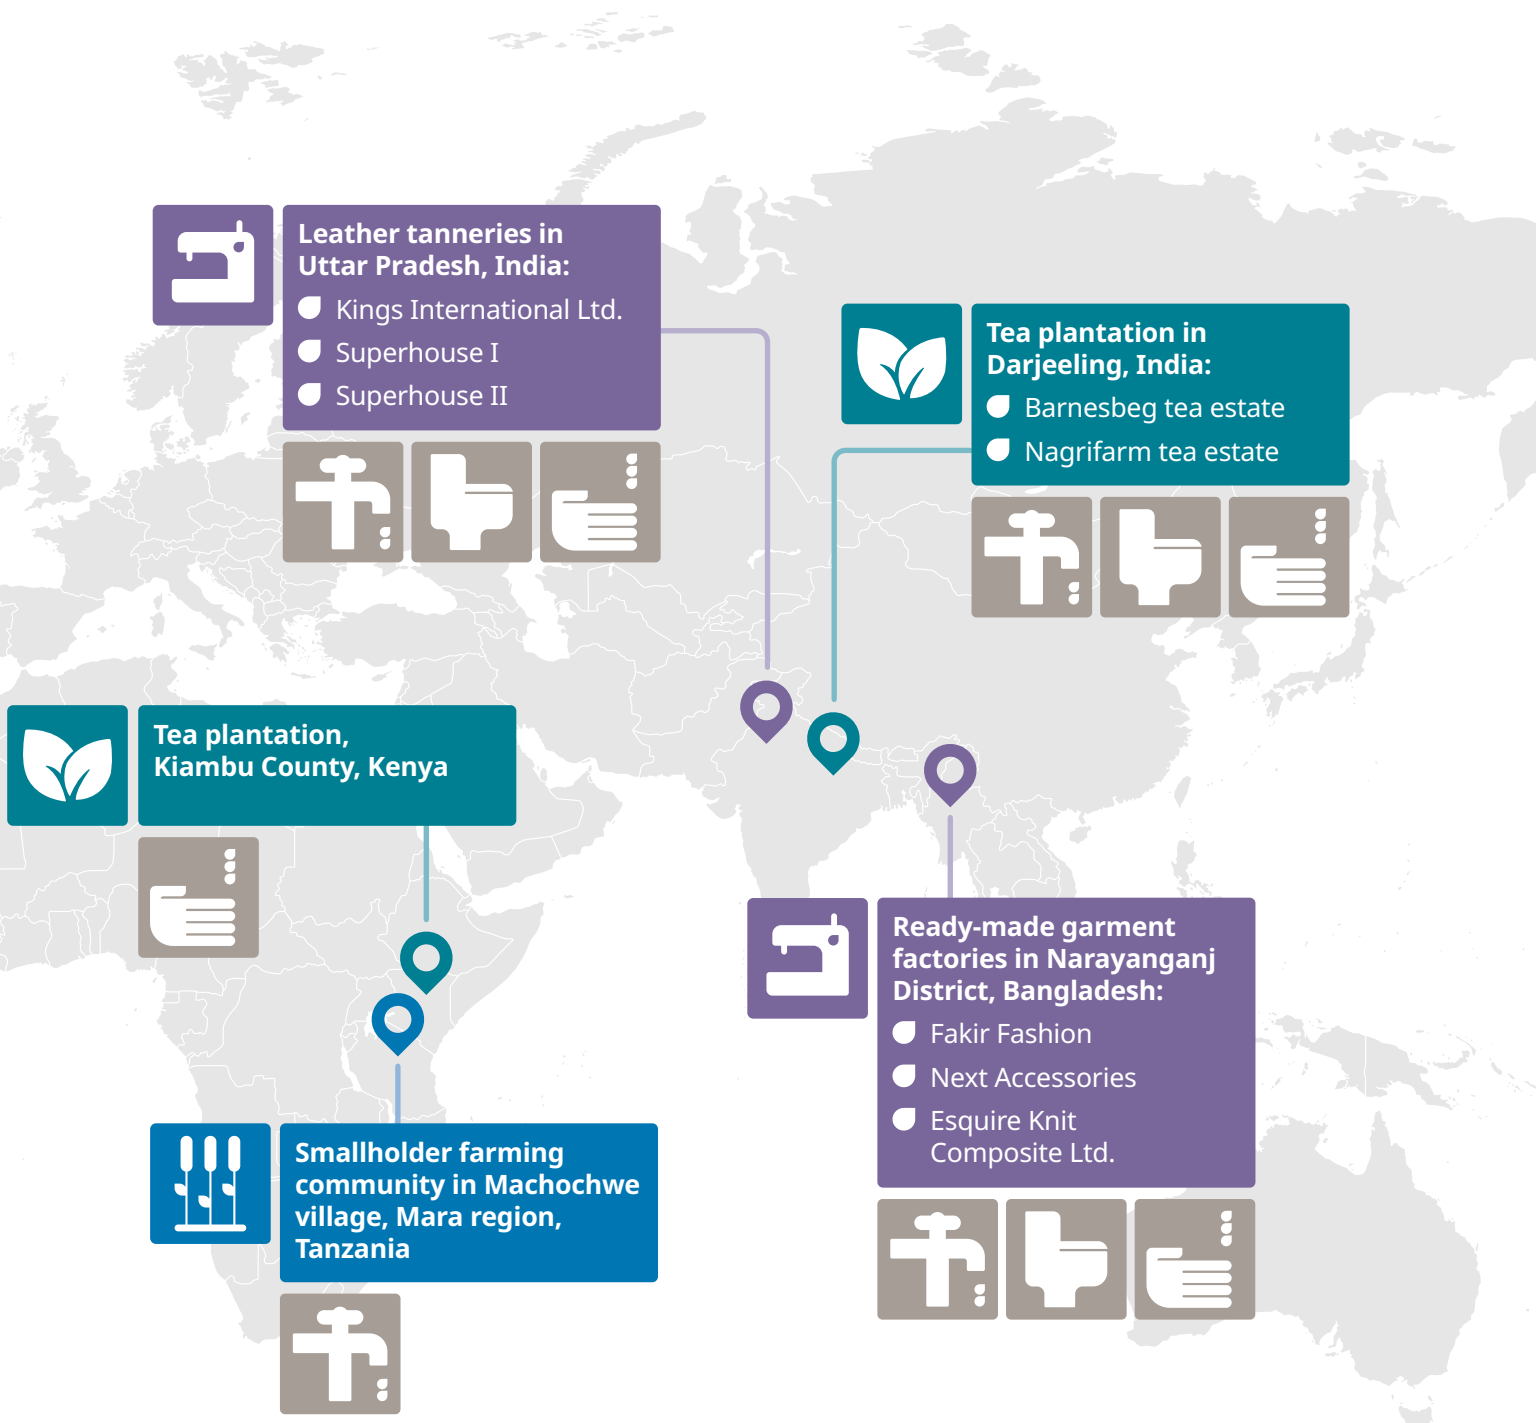 Leather tanneries in
Uttar Pradesh, India:
Kings International Ltd.
Superhouse I
Superhouse II
Tea plantation in
Darjeeling, India:
Barnesbeg tea estate
Nagrifarm tea estate
Tea plantation,
Kiambu County, Kenya
Ready-made garment
factories in Narayanganj
District, Bangladesh:
Fakir Fashion
Next Accessories
Esquire Knit
Composite Ltd.
Smallholder farming
community in Machochwe
village, Mara region,
Tanzania